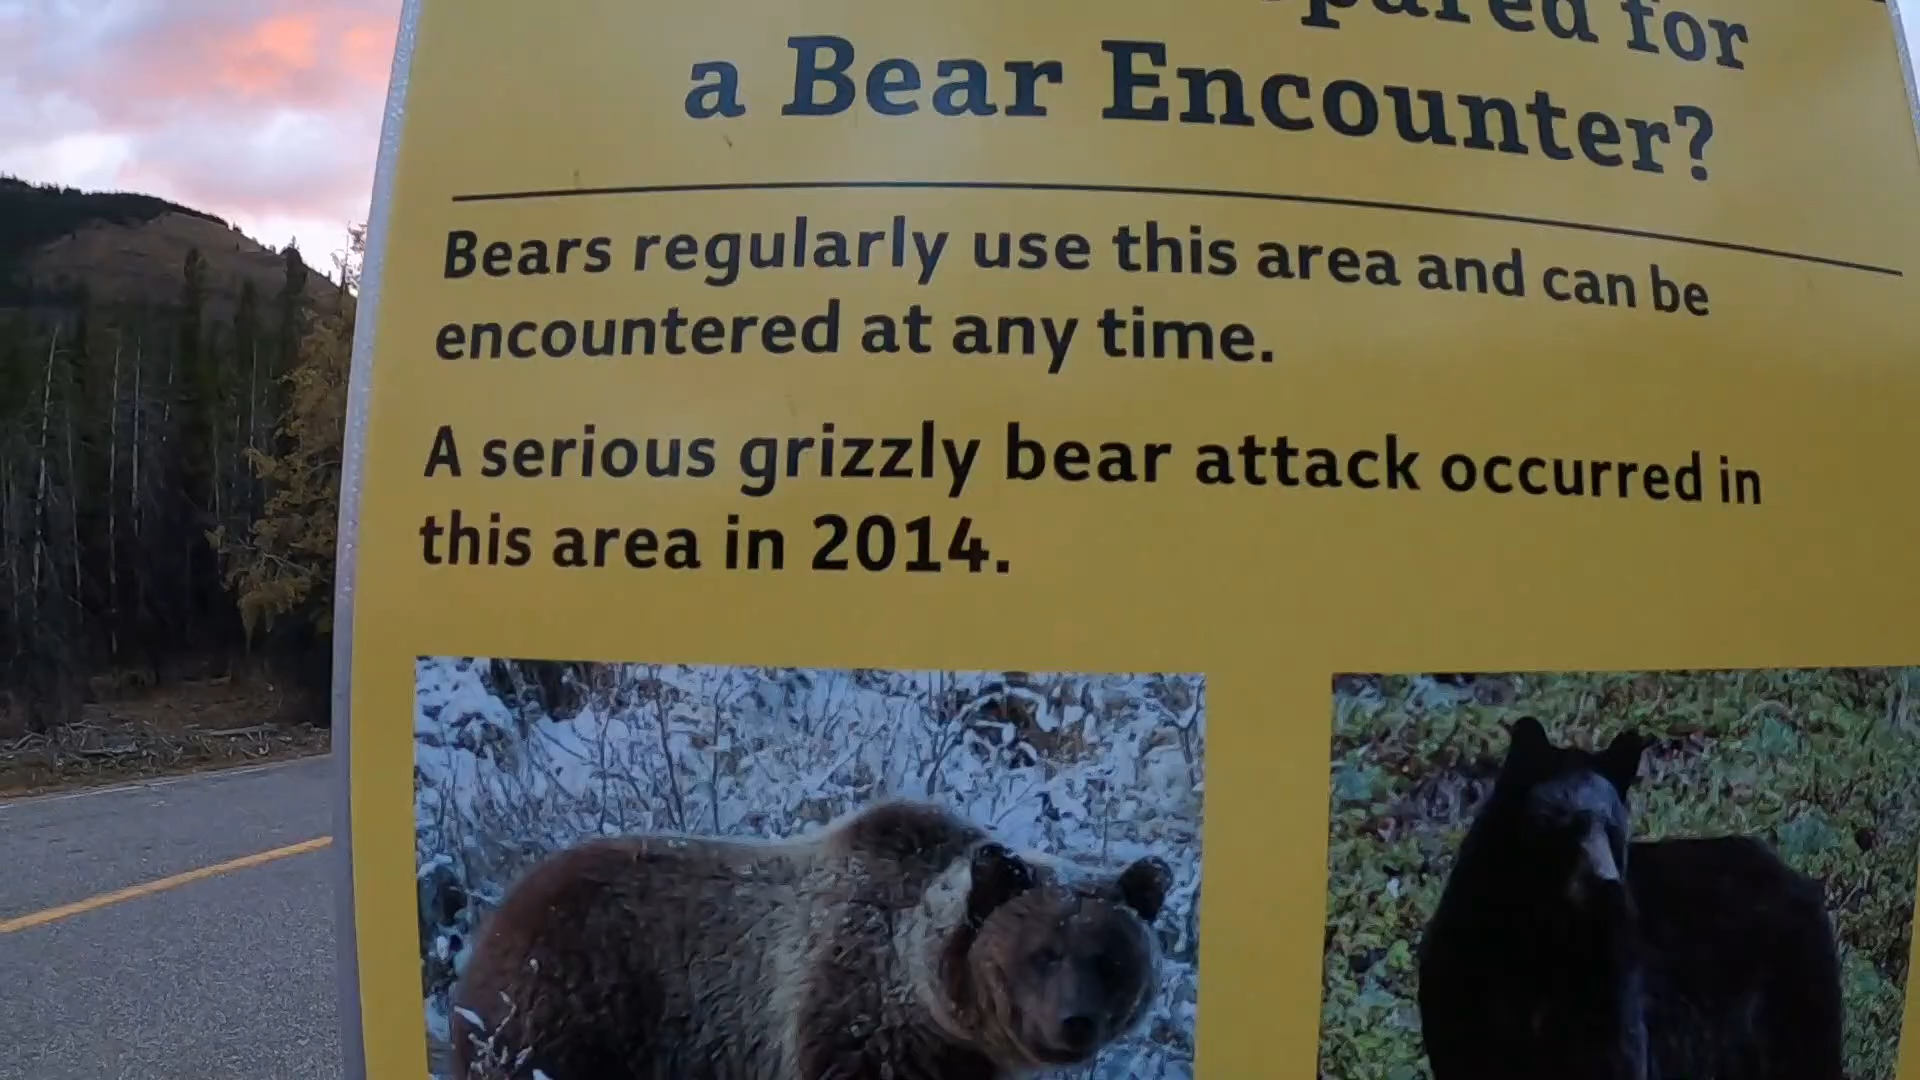 for
a Bear Encounter?
Bears regularly use this area and can be
encountered at any time.
A serious grizzly bear attack occurred in
this area in 2014.